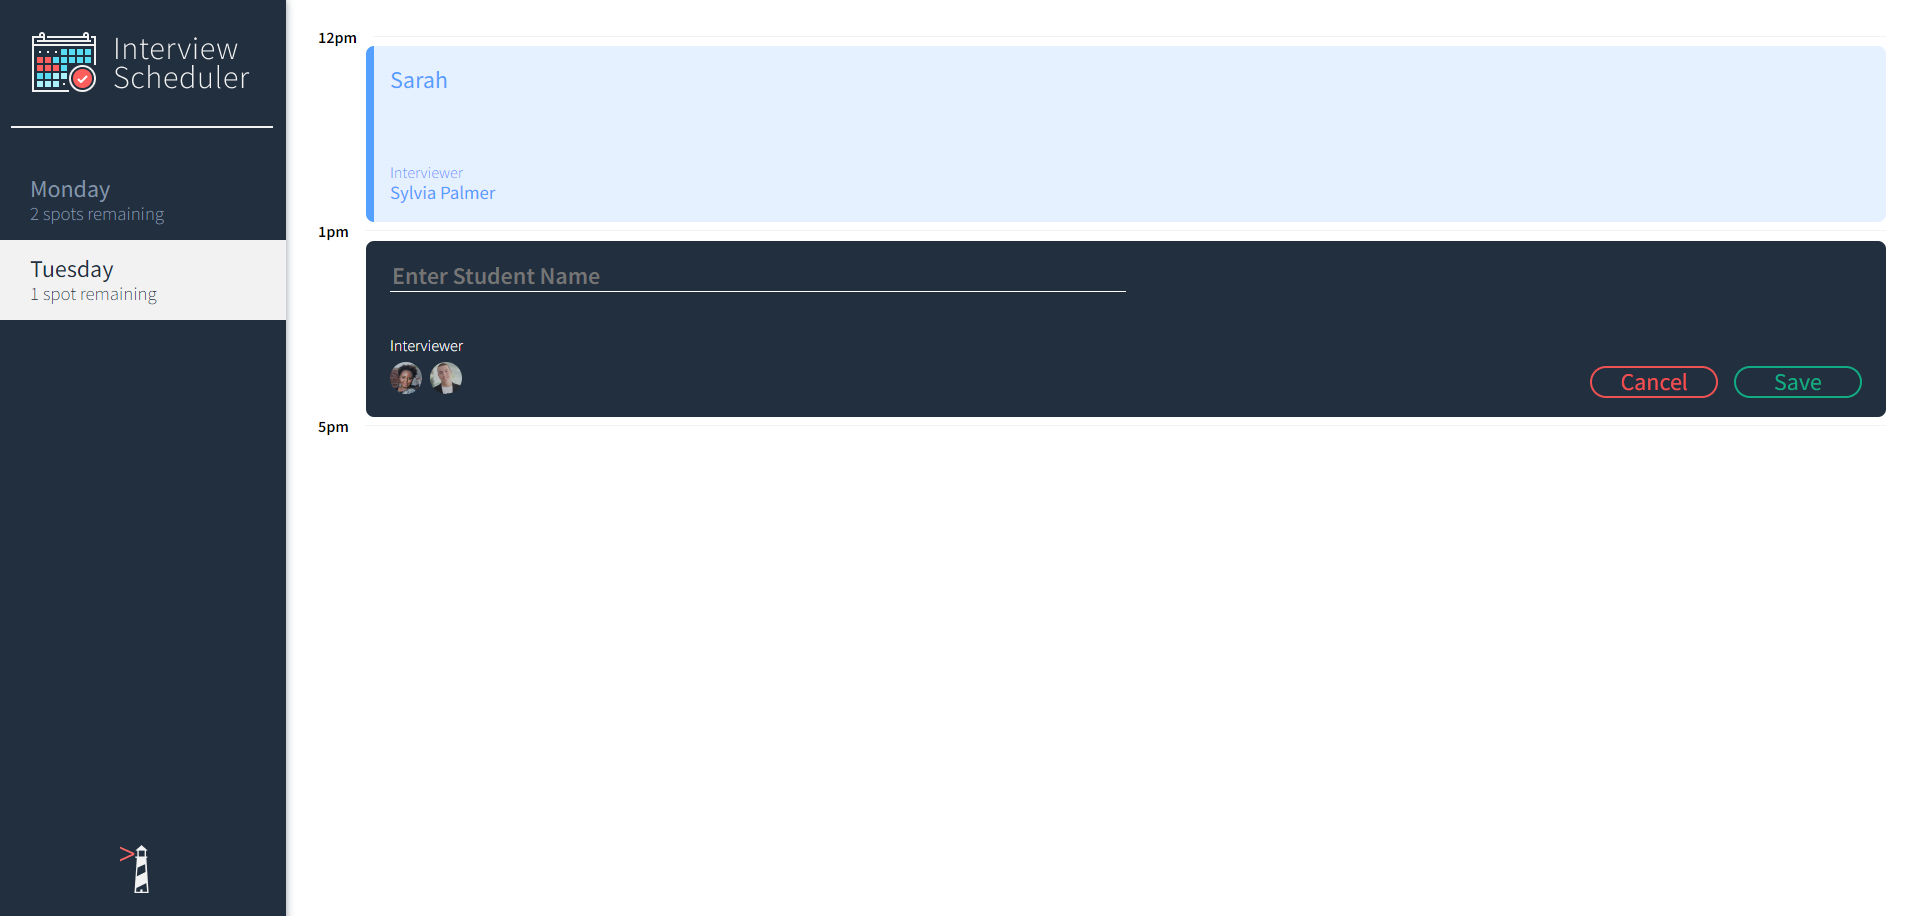 Interview
Scheduler
Monday
2 spots remaining
Tuesday
1 spot remaining
12pm
Sarah
Interviewer
Sylvia Palmer
1pm
Enter Student Name
Interviewer
Cancel
Save
5pm